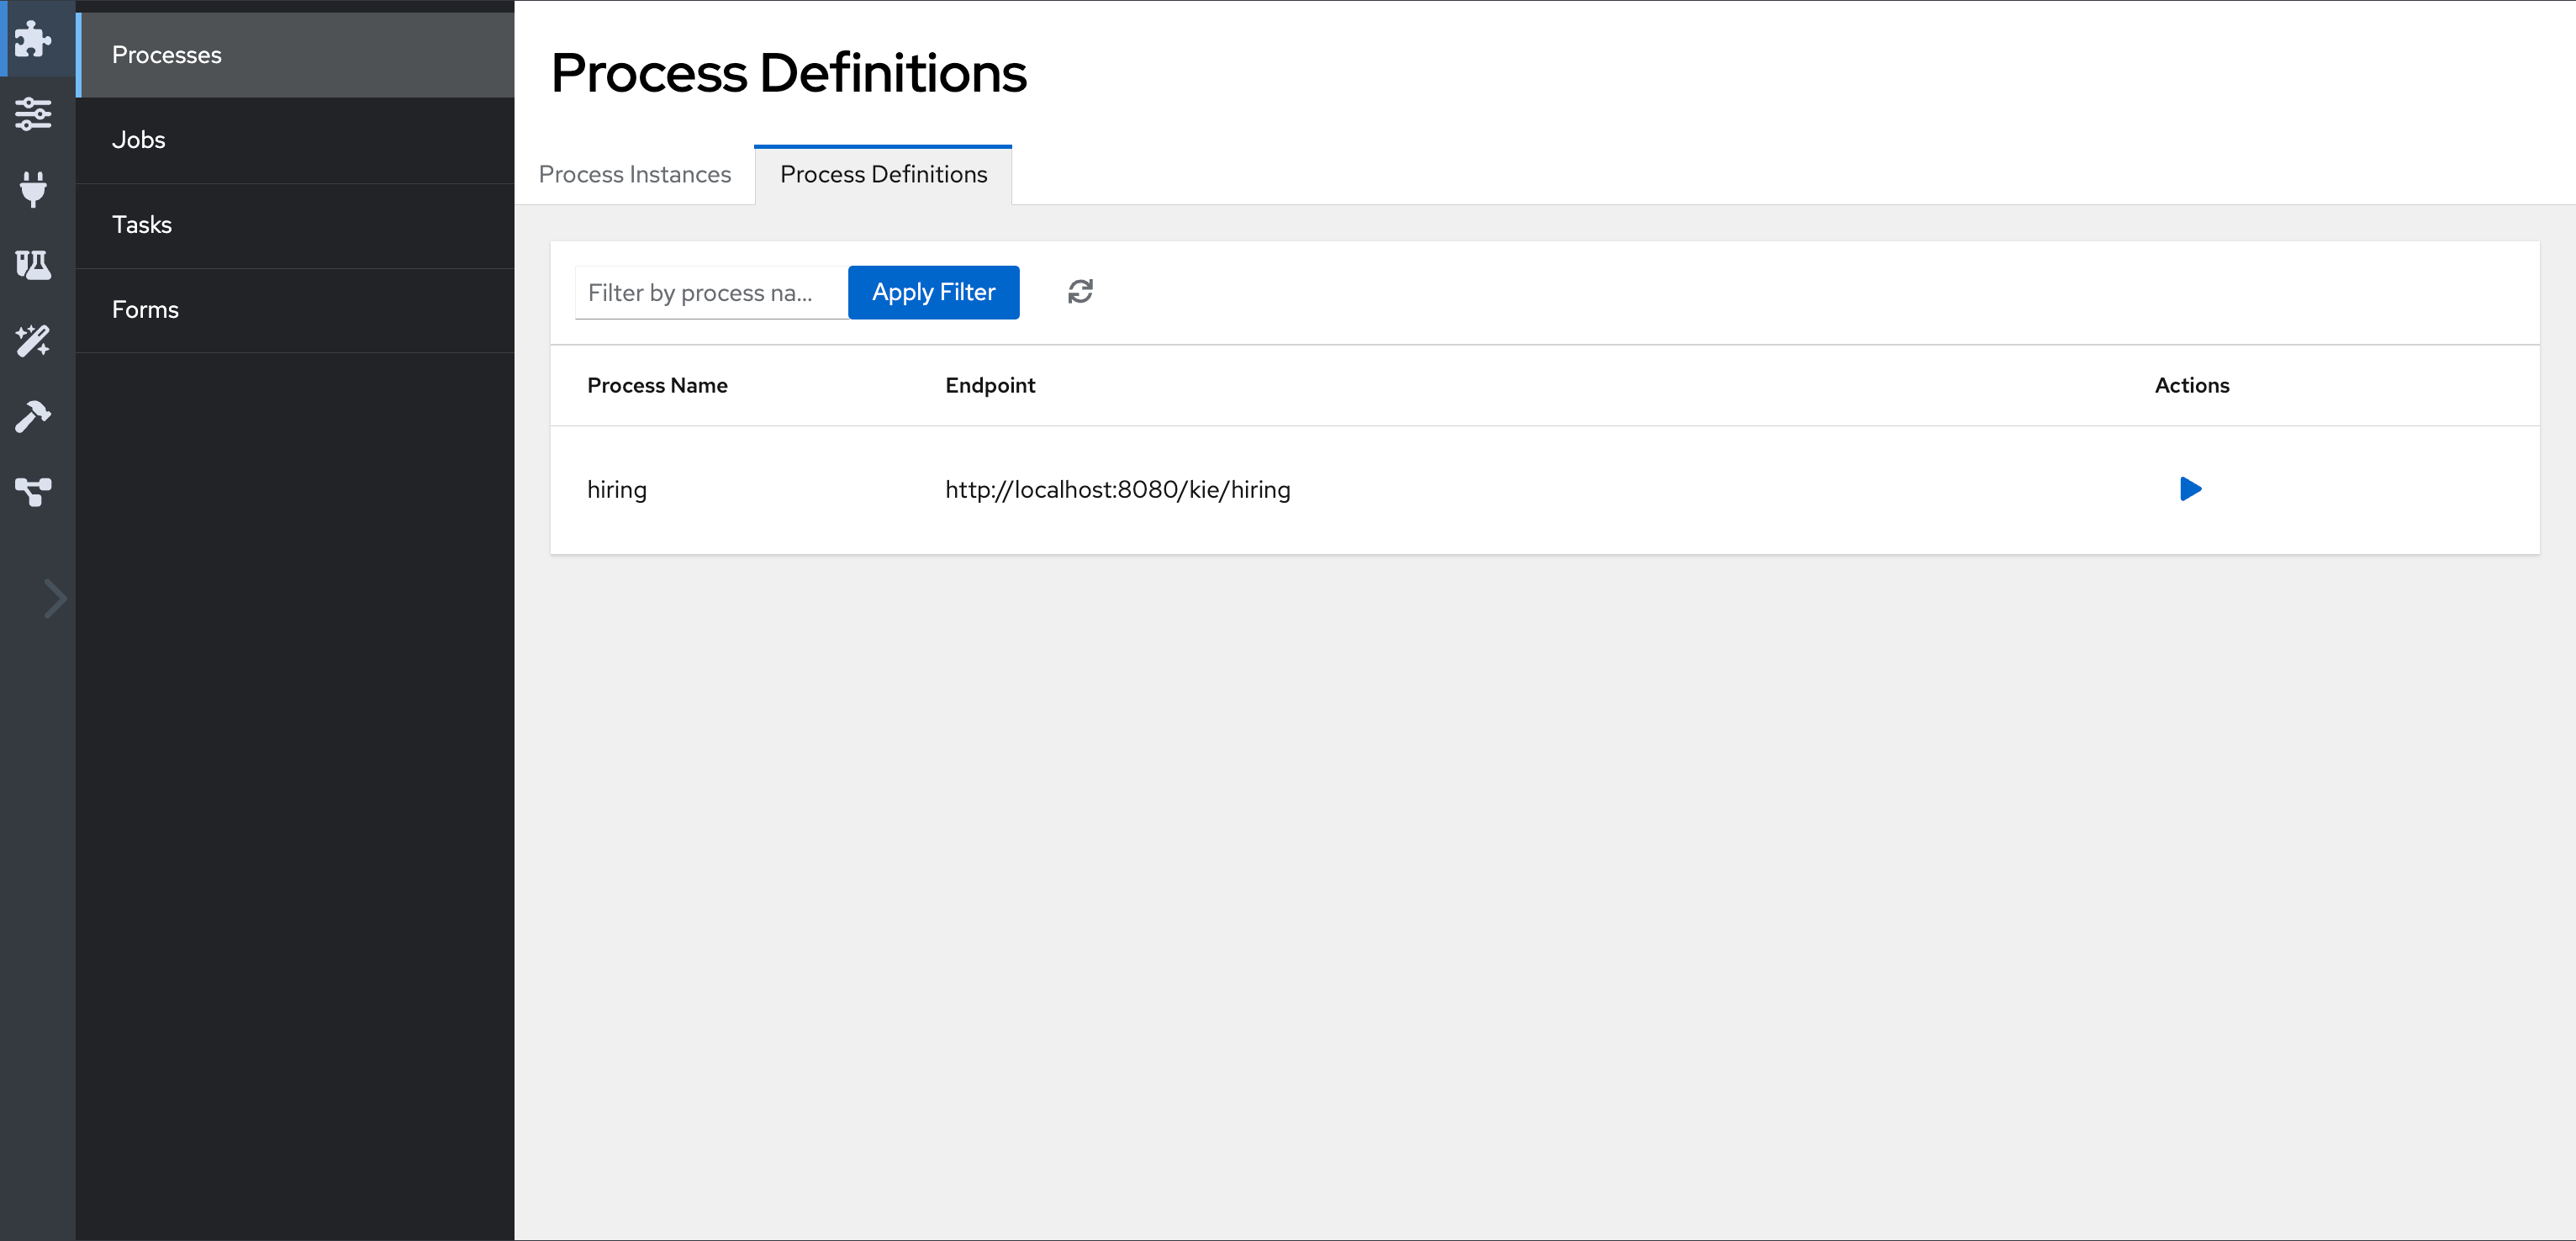 Processes
Jobs
Tasks
Forms
Process Definitions
Process Instances
Process Definitions
Filter by process na...
Apply Filter
Process Name
Endpoint
Actions
hiring
http://localhost:8080/kie/hiring